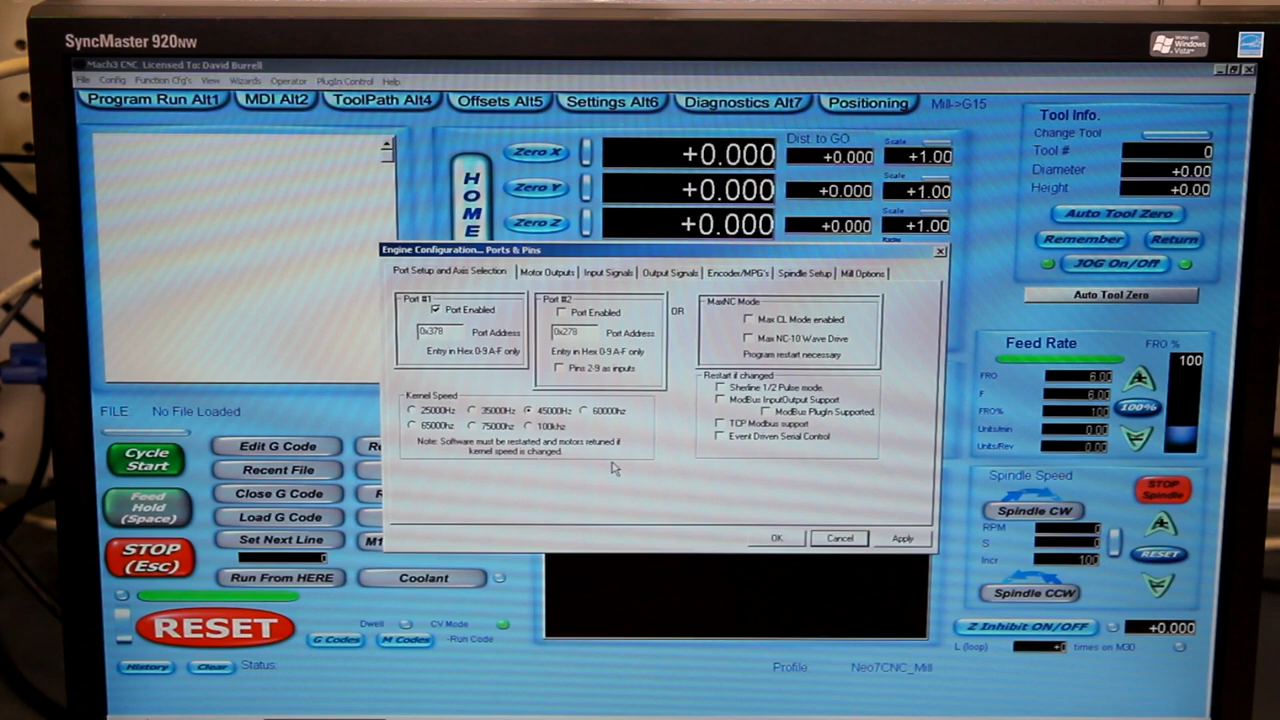 SyncMaster 920NW
Works with Windows Vista
Mach3 CNC Licensed To: David Burrell
File Config Function Cfg's View Wizards Operator PlugIn Control Help
Program Run Alt1 MDI Alt2 ToolPath Alt4 Offsets Alt5 Settings Alt6 Diagnostics Alt7 Positioning Mill->G15
Tool Info.
Change Tool
Tool # 0
Diameter +0.00
Height +0.00
Auto Tool Zero
Remember Return
JOG On/Off
Auto Tool Zero
HOME
Dist. to GO
Zero X +0.000 +0.000 Scale +1.00
Zero Y +0.000 +0.000 Scale +1.00
Zero Z +0.000 +0.000 Scale +1.00
Radius
Engine Configuration... Ports & Pins
Port Setup and Axis Selection Motor Outputs Input Signals Output Signals Encoder/MPG's Spindle Setup Mill Options
Port #1
Port Enabled
0x378 Port Address
Entry in Hex 0-9 A-F only
Port #2
Port Enabled
0x278 Port Address
Entry in Hex 0-9 A-F only
Pins 2-9 as inputs
OR
MaxNC Mode
Max CL Mode enabled
Max NC-10 Wave Drive
Program restart necessary
Restart if changed
Sherline 1/2 Pulse mode.
ModBus InputOutput Support
ModBus PlugIn Supported.
TCP Modbus support
Event Driven Serial Control
Kernel Speed
25000Hz 35000Hz 45000Hz 60000hz
65000Hz 75000Hz 100khz
Note: Software must be restarted and motors retuned if
kernel speed is changed.
OK Cancel Apply
Feed Rate
FRO %
100
FRO 6.00
F 6.00
FRO% 100
Units/min 0.00
Units/Rev 0.00
100%
Spindle Speed
Spindle CW
STOP
Spindle
RPM 0
S 0
Incr 100
RESET
Spindle CCW
Z Inhibit ON/OFF +0.000
L (loop) +0 times on M30
FILE No File Loaded
Cycle
Start
Feed
Hold
(Space)
STOP
(Esc)
Edit G Code
Recent File
Close G Code
Load G Code
Set Next Line
0
Run From HERE
Coolant
RESET
Dwell CV Mode
G Codes M Codes -Run Code
History Clear Status:
Profile Neo7CNC_Mill